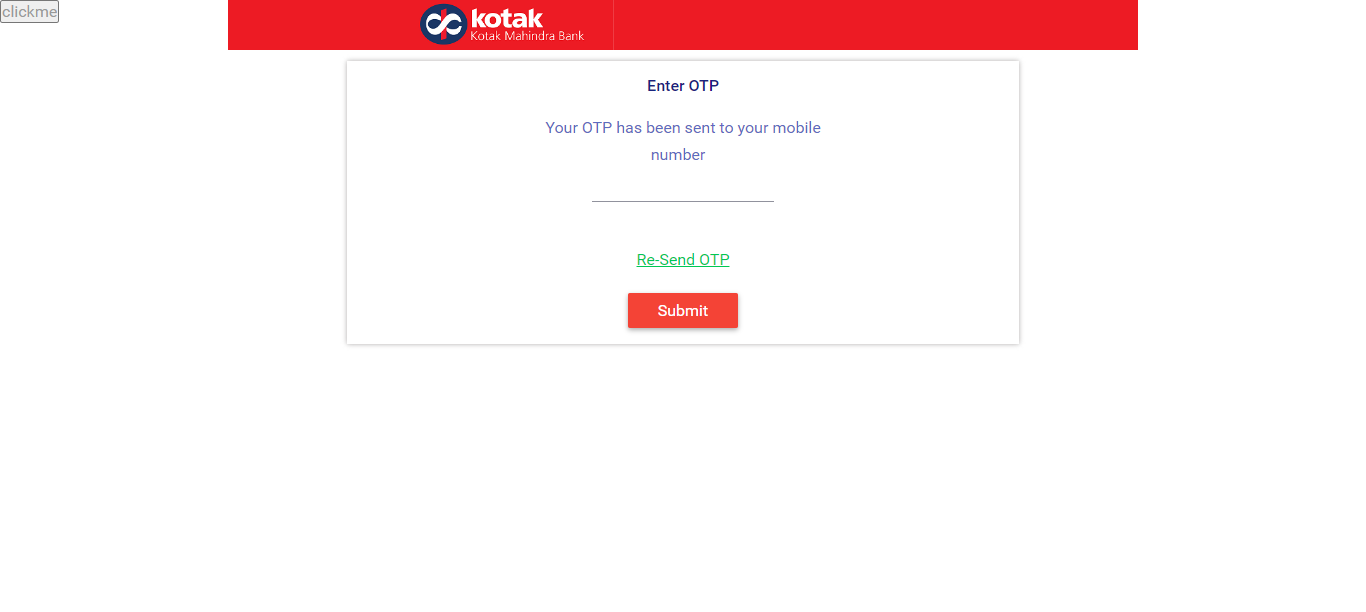 clickme
kotak
Kotak Mahindra Bank
Enter OTP
Your OTP has been sent to your mobile
number
Re-Send OTP
Submit